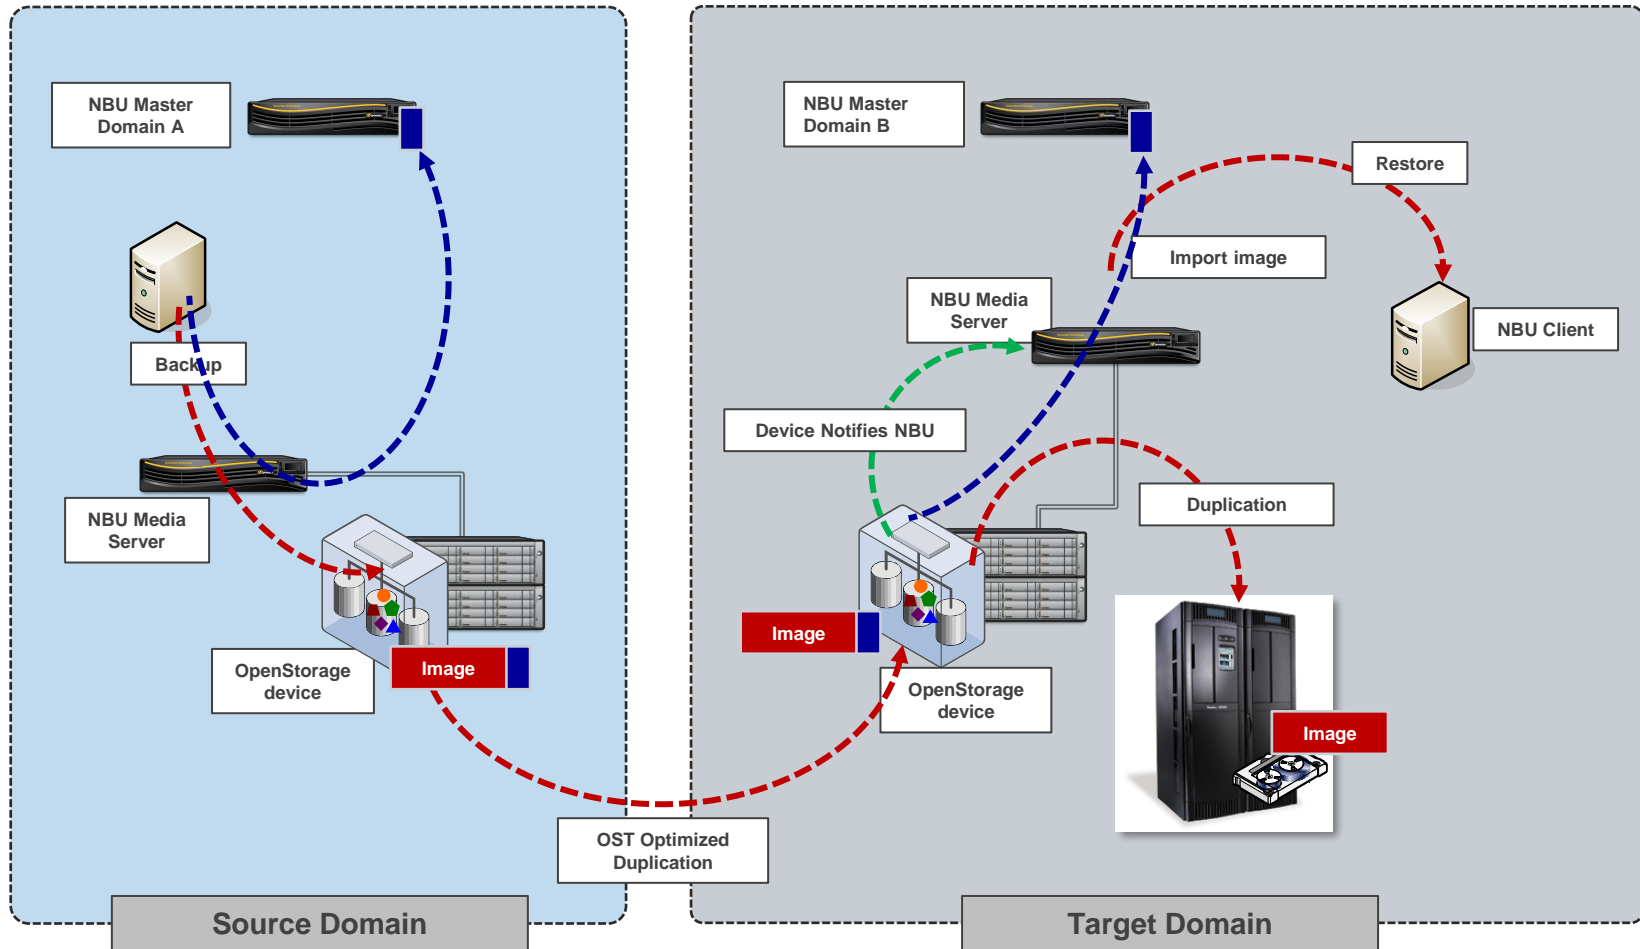 NBU Master
Domain A
NBU Master
Domain B
Restore
Import image
NBU Media
Server
NBU Client
Backup
Device Notifies NBU
NBU Media
Server
Duplication
Image
OpenStorage
device
Image
OpenStorage
device
Image
OST Optimized
Duplication
Source Domain
Target Domain